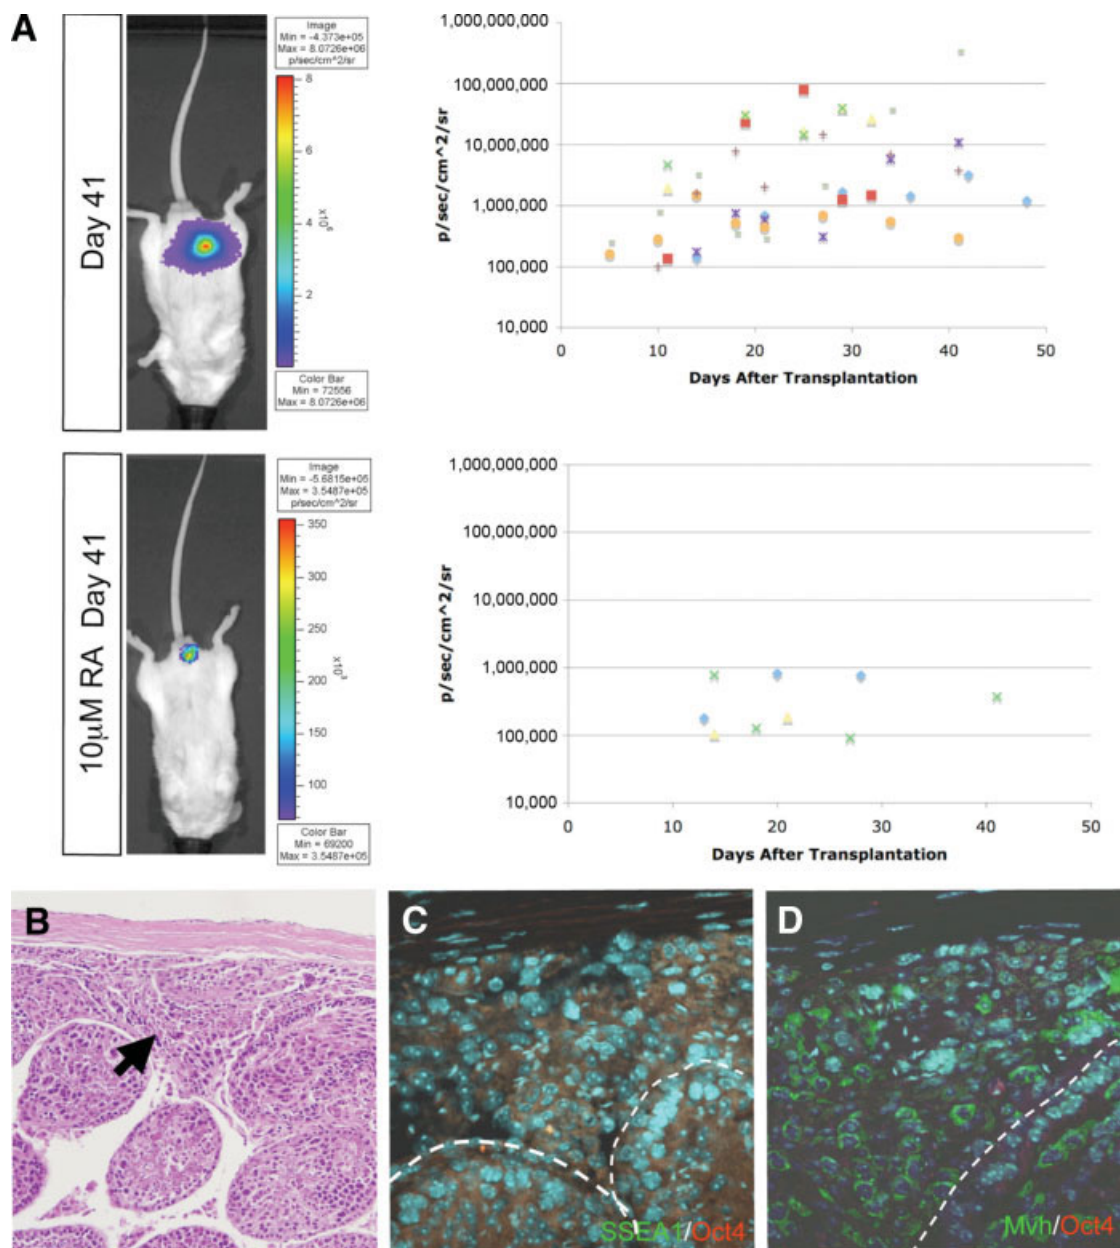 A
Day 41
Image
Min = -4.373e+05
Max = 8.0726e+06
p/sec/cm^2/sr
8
6
4
2
x10^6
Color Bar
Min = 72556
Max = 8.0726e+06
p/sec/cm^2/sr
1,000,000,000
100,000,000
10,000,000
1,000,000
100,000
10,000
0 10 20 30 40 50
Days After Transplantation
10μM RA Day 41
Image
Min = -5.6815e+05
Max = 3.5487e+05
p/sec/cm^2/sr
350
300
250
200
150
100
x10^3
Color Bar
Min = 69200
Max = 3.5487e+05
p/sec/cm^2/sr
1,000,000,000
100,000,000
10,000,000
1,000,000
100,000
10,000
0 10 20 30 40 50
Days After Transplantation
B
C
SSEA1/Oct4
D
Mvh/Oct4